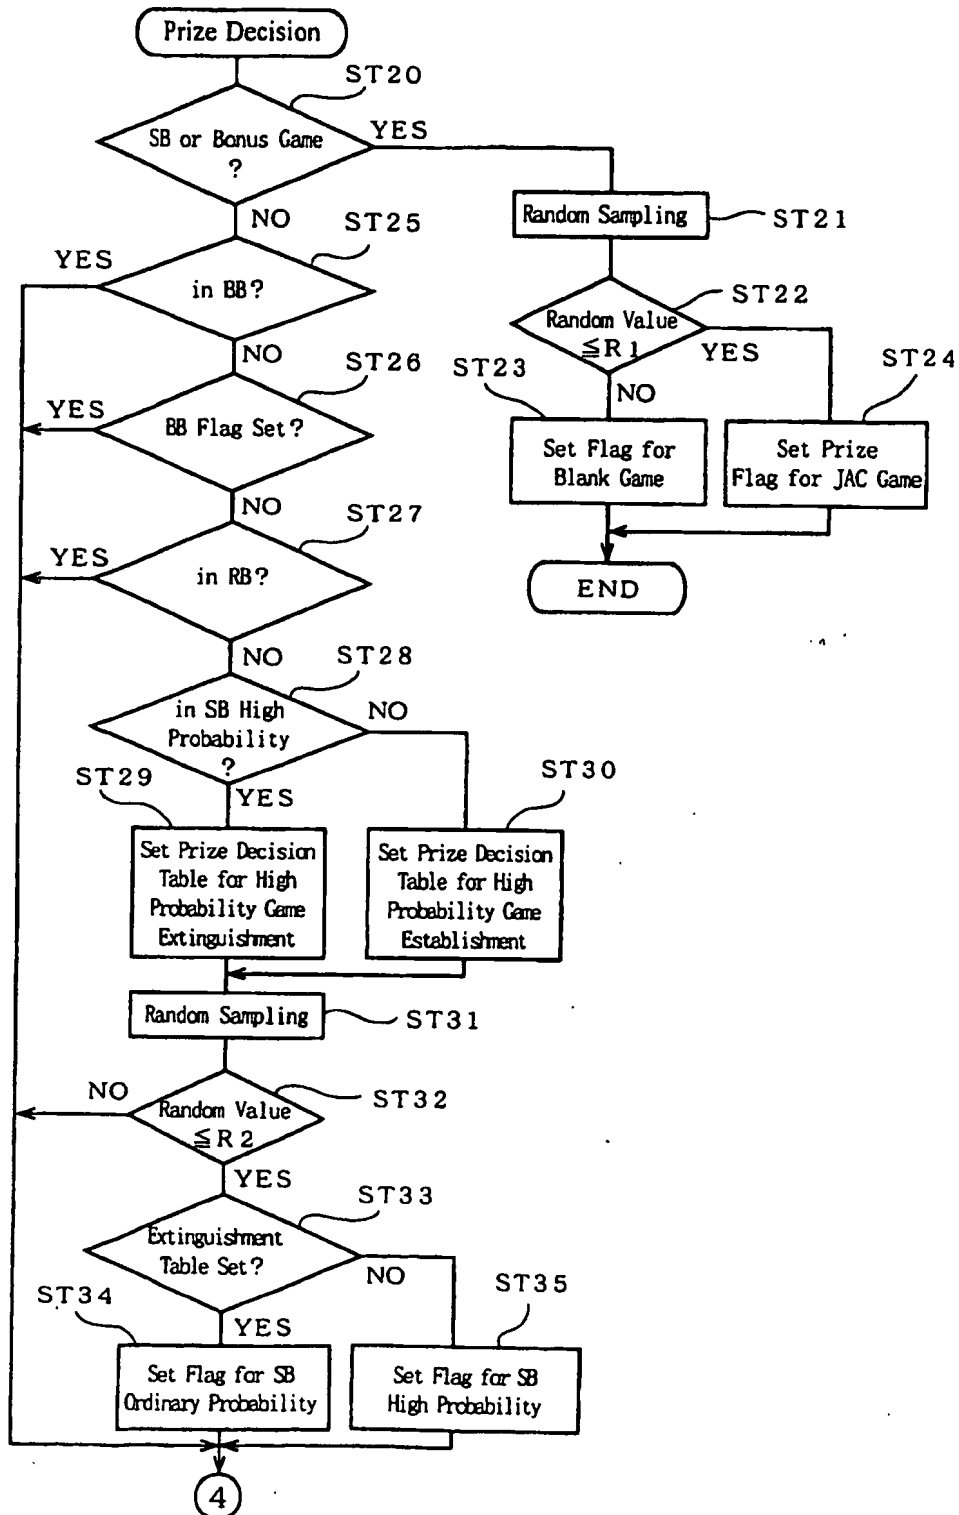 Prize Decision
ST20
SB or Bonus Game
?
YES
NO
Random Sampling
ST21
ST25
YES
in BB?
ST22
Random Value
≦R1
YES
NO
NO
ST26
ST23
ST24
YES
BB Flag Set?
Set Flag for
Blank Game
Set Prize
Flag for JAC Game
NO
ST27
YES
in RB?
END
NO
ST28
in SB High
Probability
?
NO
ST29
YES
ST30
Set Prize Decision
Table for High
Probability Game
Extinguishment
Set Prize Decision
Table for High
Probability Game
Establishment
Random Sampling
ST31
NO
Random Value
≦R2
ST32
YES
ST33
Extinguishment
Table Set?
NO
ST34
YES
ST35
Set Flag for SB
Ordinary Probability
Set Flag for SB
High Probability
4